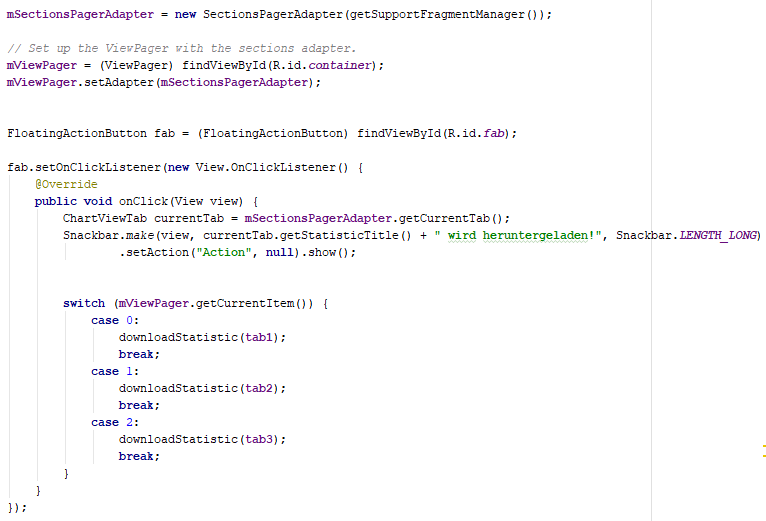 mSectionsPagerAdapter = new SectionsPagerAdapter(getSupportFragmentManager());
// Set up the ViewPager with the sections adapter.
mViewPager = (ViewPager) findViewById(R.id.container);
mViewPager.setAdapter(mSectionsPagerAdapter);
FloatingActionButton fab = (FloatingActionButton) findViewById(R.id.fab);
fab.setOnClickListener(new View.OnClickListener() {
@Override
public void onClick(View view) {
ChartViewTab currentTab = mSectionsPagerAdapter.getCurrentTab();
Snackbar.make(view, currentTab.getStatisticTitle() + " wird heruntergeladen!", Snackbar.LENGTH_LONG)
.setAction("Action", null).show();
switch (mViewPager.getCurrentItem()) {
case 0:
downloadStatistic(tab1);
break;
case 1:
downloadStatistic(tab2);
break;
case 2:
downloadStatistic(tab3);
break;
}
}
});